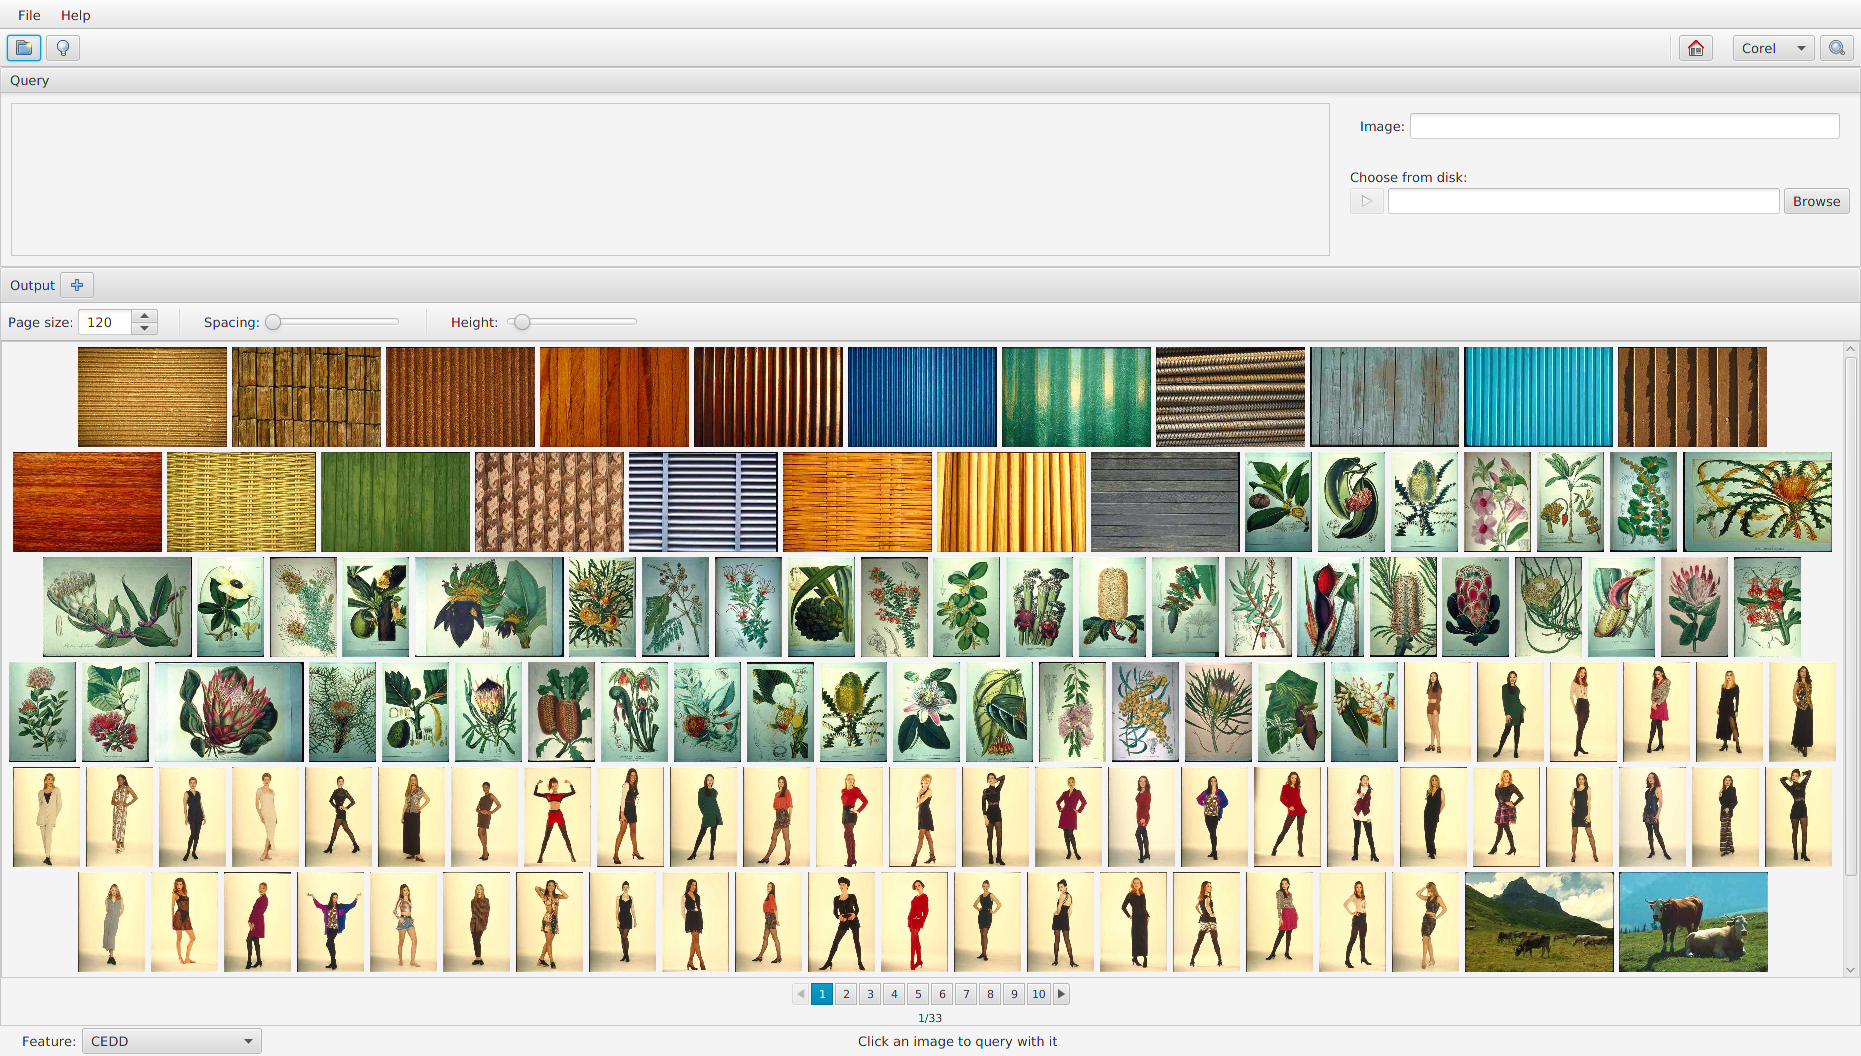 File Help
Corel
Query
Image:
Choose from disk:
Browse
Output
Page size: 120 Spacing: Height:
1 2 3 4 5 6 7 8 9 10
1/33
Feature: CEDD Click an image to query with it